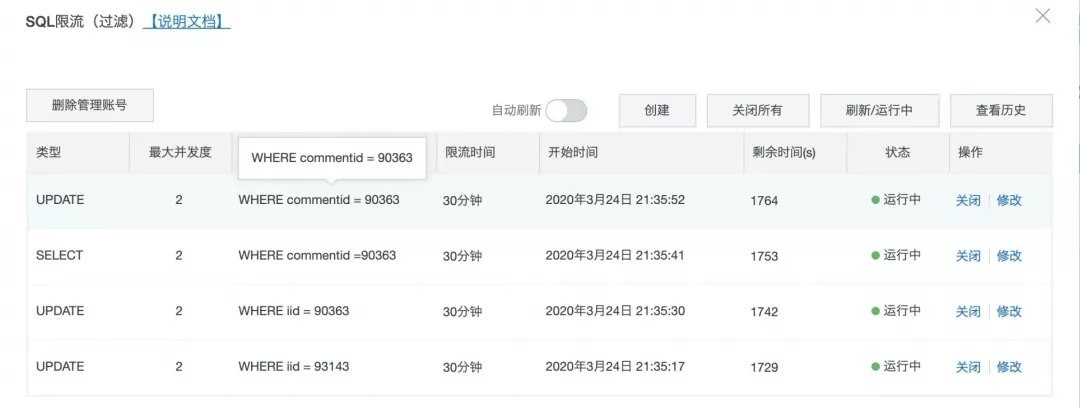 SQL限流（过滤）【说明文档】
删除管理账号 自动刷新 创建 关闭所有 刷新/运行中 查看历史
类型 最大并发度 WHERE commentid = 90363 限流时间 开始时间 剩余时间(s) 状态 操作
UPDATE 2 WHERE commentid = 90363 30分钟 2020年3月24日 21:35:52 1764 运行中 关闭 修改
SELECT 2 WHERE commentid =90363 30分钟 2020年3月24日 21:35:41 1753 运行中 关闭 修改
UPDATE 2 WHERE iid = 90363 30分钟 2020年3月24日 21:35:30 1742 运行中 关闭 修改
UPDATE 2 WHERE iid = 93143 30分钟 2020年3月24日 21:35:17 1729 运行中 关闭 修改